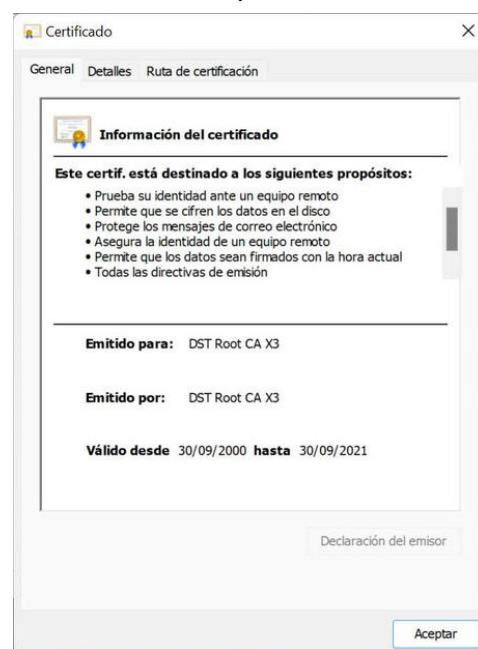 Certificado
General Detalles Ruta de certificación
Información del certificado
Este certif. está destinado a los siguientes propósitos:
• Prueba su identidad ante un equipo remoto
• Permite que se cifren los datos en el disco
• Protege los mensajes de correo electrónico
• Asegura la identidad de un equipo remoto
• Permite que los datos sean firmados con la hora actual
• Todas las directivas de emisión
Emitido para: DST Root CA X3
Emitido por: DST Root CA X3
Válido desde 30/09/2000 hasta 30/09/2021
Declaración del emisor
Aceptar